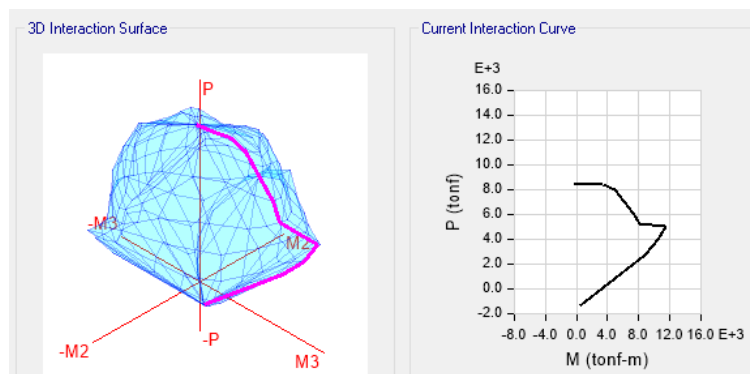 3D Interaction Surface
P
-M3
M2
-M2
-P
M3
Current Interaction Curve
E+3
16.0
14.0
12.0
10.0
8.0
6.0
4.0
2.0
-0.0
-2.0
P (tonf)
-8.0 -4.0 0.0 4.0 8.0 12.0 16.0 E+3
M (tonf-m)